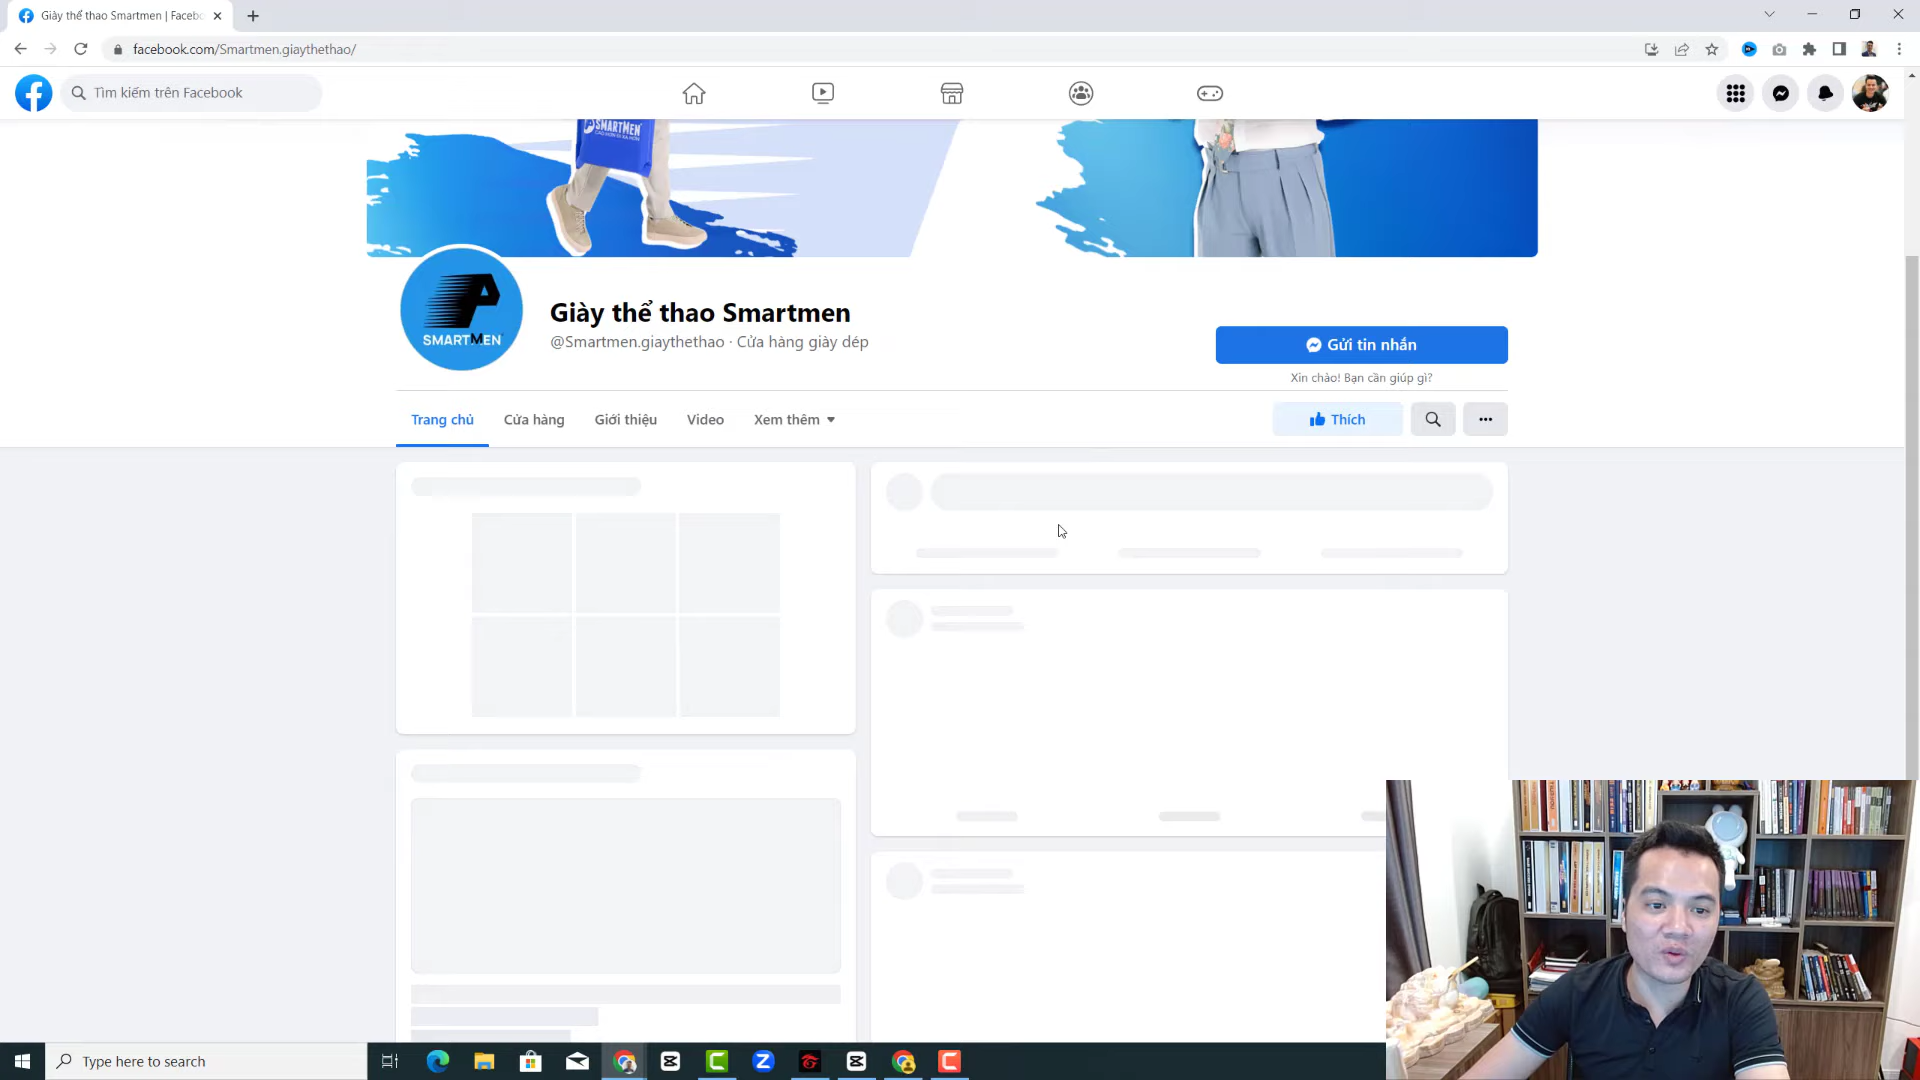 Giày thể thao Smartmen | Facebo
facebook.com/Smartmen.giaythethao/
Tìm kiếm trên Facebook
SMARTMEN
SMARTMEN
Giày thể thao Smartmen
@Smartmen.giaythethao · Cửa hàng giày dép
Gửi tin nhắn
Xin chào! Bạn cần giúp gì?
Trang chủ
Cửa hàng
Giới thiệu
Video
Xem thêm
Thích
Type here to search